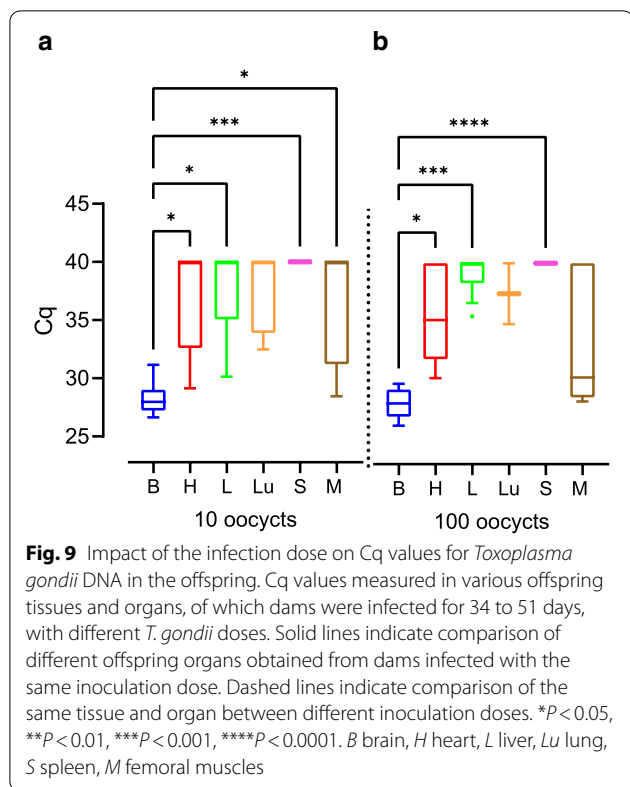 a b
*
***
*
*
****
***
*
45
40
35
30
25
Cq
B H L Lu S M
B H L Lu S M
10 oocycts
100 oocycts
Fig. 9 Impact of the infection dose on Cq values for Toxoplasma
gondii DNA in the offspring. Cq values measured in various offspring
tissues and organs, of which dams were infected for 34 to 51 days,
with different T. gondii doses. Solid lines indicate comparison of
different offspring organs obtained from dams infected with the
same inoculation dose. Dashed lines indicate comparison of the
same tissue and organ between different inoculation doses. *P < 0.05,
**P < 0.01, ***P < 0.001, ****P < 0.0001. B brain, H heart, L liver, Lu lung,
S spleen, M femoral muscles